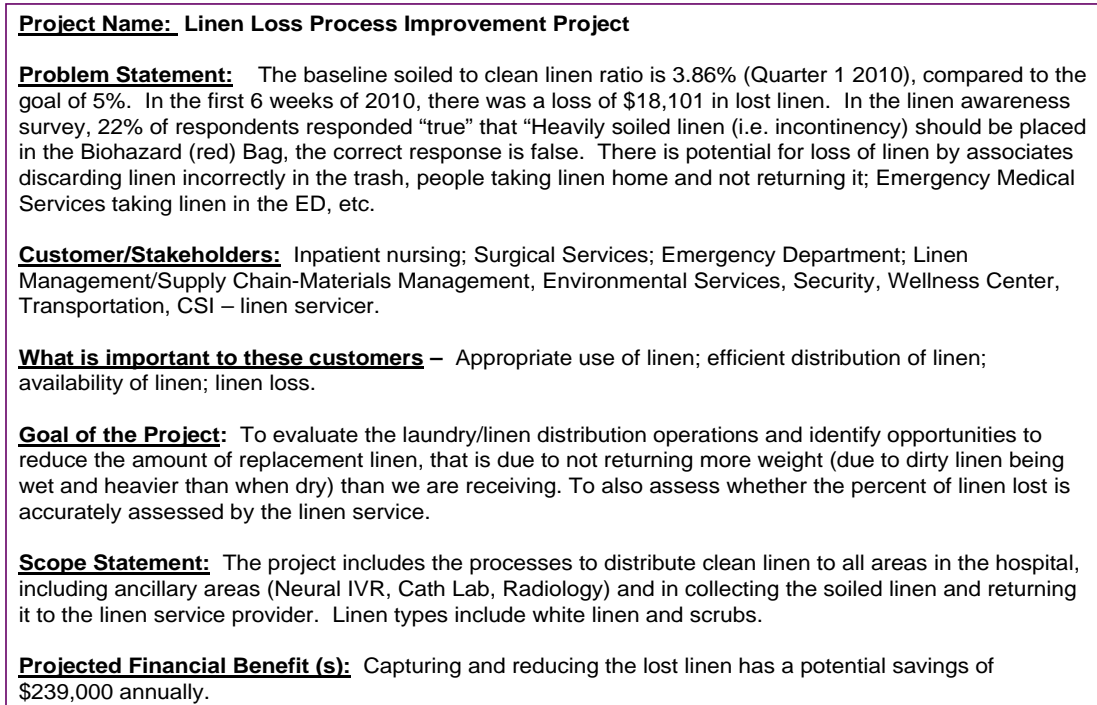 Project Name: Linen Loss Process Improvement Project
Problem Statement: The baseline soiled to clean linen ratio is 3.86% (Quarter 1 2010), compared to the
goal of 5%. In the first 6 weeks of 2010, there was a loss of $18,101 in lost linen. In the linen awareness
survey, 22% of respondents responded “true” that “Heavily soiled linen (i.e. incontinency) should be placed
in the Biohazard (red) Bag, the correct response is false. There is potential for loss of linen by associates
discarding linen incorrectly in the trash, people taking linen home and not returning it; Emergency Medical
Services taking linen in the ED, etc.
Customer/Stakeholders: Inpatient nursing; Surgical Services; Emergency Department; Linen
Management/Supply Chain-Materials Management, Environmental Services, Security, Wellness Center,
Transportation, CSI – linen servicer.
What is important to these customers – Appropriate use of linen; efficient distribution of linen;
availability of linen; linen loss.
Goal of the Project: To evaluate the laundry/linen distribution operations and identify opportunities to
reduce the amount of replacement linen, that is due to not returning more weight (due to dirty linen being
wet and heavier than when dry) than we are receiving. To also assess whether the percent of linen lost is
accurately assessed by the linen service.
Scope Statement: The project includes the processes to distribute clean linen to all areas in the hospital,
including ancillary areas (Neural IVR, Cath Lab, Radiology) and in collecting the soiled linen and returning
it to the linen service provider. Linen types include white linen and scrubs.
Projected Financial Benefit (s): Capturing and reducing the lost linen has a potential savings of
$239,000 annually.